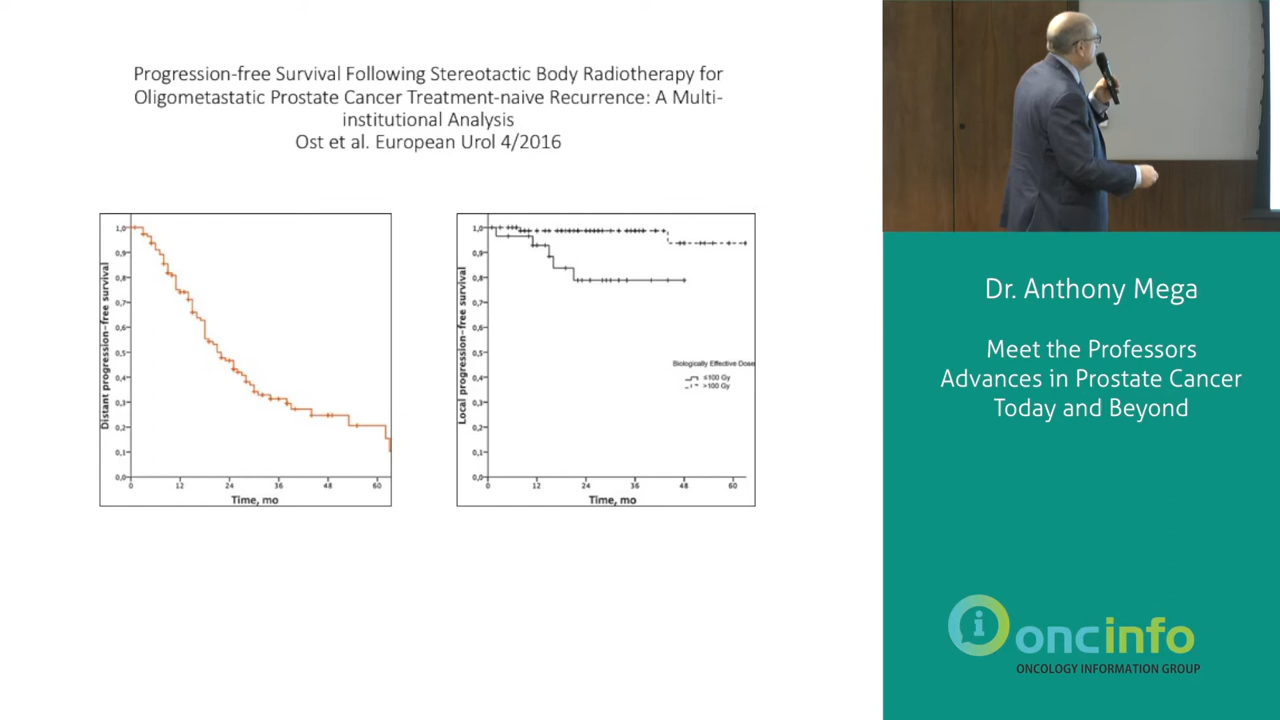 Progression-free Survival Following Stereotactic Body Radiotherapy for
Oligometastatic Prostate Cancer Treatment-naive Recurrence: A Multi-
institutional Analysis
Ost et al. European Urol 4/2016
Distant progression-free survival
1,0
0,9
0,8
0,7
0,6
0,5
0,4
0,3
0,2
0,1
0,0
0 12 24 36 48 60
Time, mo
Local progression-free survival
1,0
0,9
0,8
0,7
0,6
0,5
0,4
0,3
0,2
0,1
0,0
Biologically Effective Dose
≤100 Gy
>100 Gy
0 12 24 36 48 60
Time, mo
Dr. Anthony Mega
Meet the Professors
Advances in Prostate Cancer
Today and Beyond
i oncinfo
ONCOLOGY INFORMATION GROUP